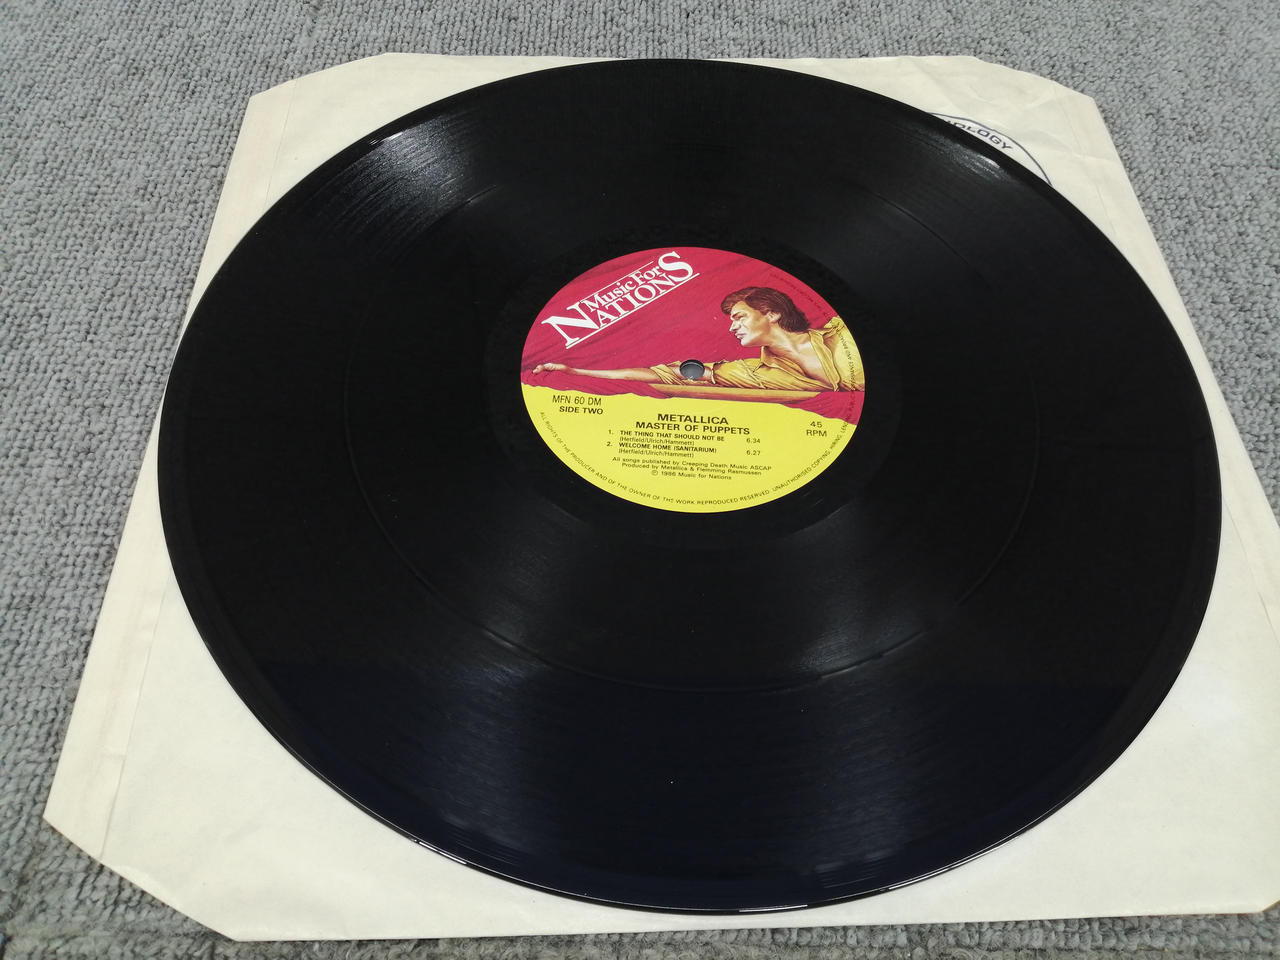 OLOGY
Music For
NATIONS
MFN 60 DM
SIDE TWO
METALLICA
MASTER OF PUPPETS
45
RPM
1. THE THING THAT SHOULD NOT BE 6.34
(Hetfield/Ulrich/Hammett)
2. WELCOME HOME (SANITARIUM) 6.27
(Hetfield/Ulrich/Hammett)
All songs published by Creeping Death Music ASCAP
Produced by Metallica & Flemming Rasmussen
℗ 1986 Music for Nations
ALL RIGHTS OF THE PRODUCER AND OF THE OWNER OF THE WORK REPRODUCED RESERVED. UNAUTHORISED COPYING, HIRING,